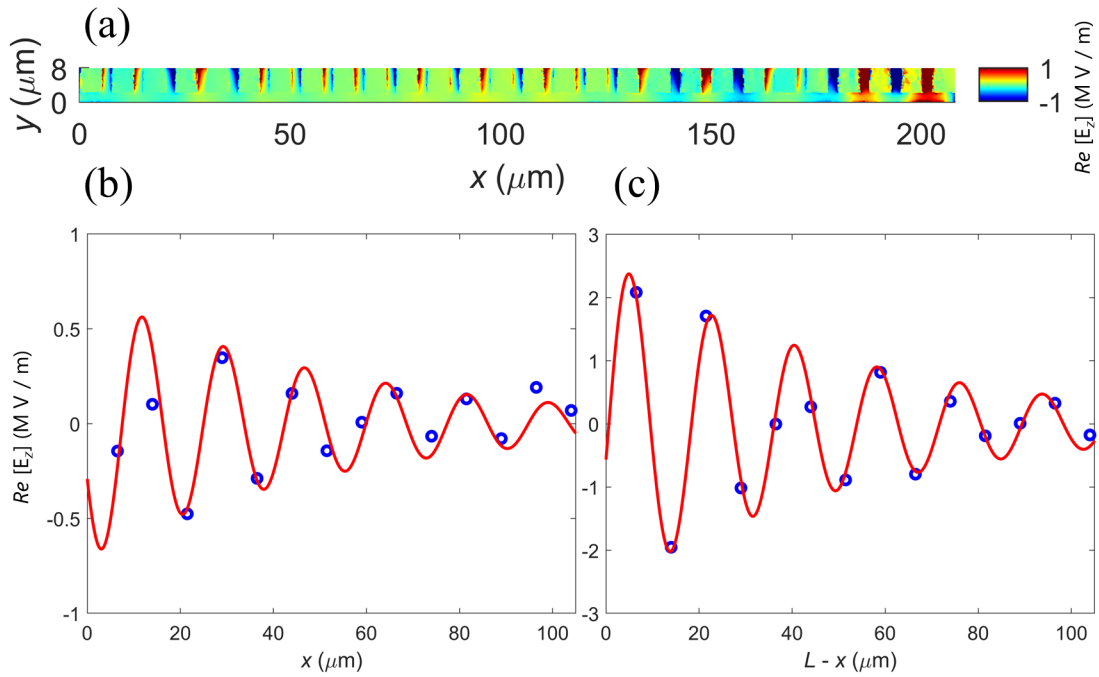 (a)
y (μm)
8
0
0 50 100 150 200
x (μm)
1
-1
Re [E_z] (M V / m)
(b)
Re [E_z] (M V / m)
1
0.5
0
-0.5
-1
0 20 40 60 80 100
x (μm)
(c)
3
2
1
0
-1
-2
-3
0 20 40 60 80 100
L - x (μm)